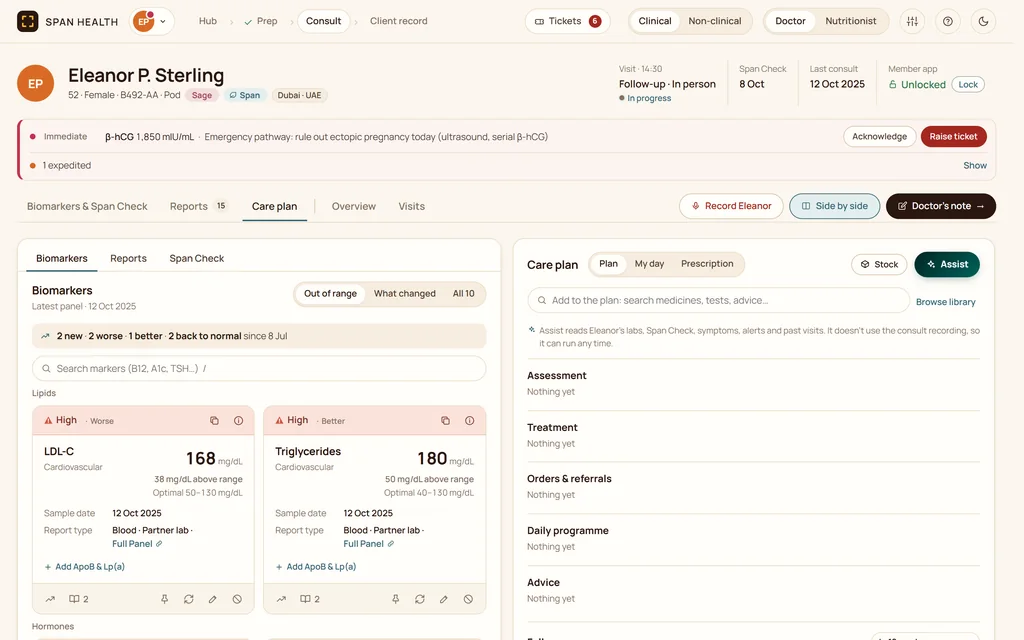 SPAN HEALTH
EP
Hub
Prep
Consult
Client record
Tickets 6
Clinical
Non-clinical
Doctor
Nutritionist
EP
Eleanor P. Sterling
52 · Female · B492-AA · Pod Sage Span Dubai · UAE
Visit · 14:30
Follow-up · In person
In progress
Span Check
8 Oct
Last consult
12 Oct 2025
Member app
Unlocked
Lock
Immediate β-hCG 1,850 mIU/mL · Emergency pathway: rule out ectopic pregnancy today (ultrasound, serial β-hCG)
Acknowledge
Raise ticket
1 expedited
Show
Biomarkers & Span Check
Reports 15
Care plan
Overview
Visits
Record Eleanor
Side by side
Doctor's note →
Biomarkers
Reports
Span Check
Biomarkers
Latest panel · 12 Oct 2025
Out of range
What changed
All 10
2 new · 2 worse · 1 better · 2 back to normal since 8 Jul
Search markers (B12, A1c, TSH…) /
Lipids
High · Worse
LDL-C
Cardiovascular
168 mg/dL
38 mg/dL above range
Optimal 50–130 mg/dL
Sample date 12 Oct 2025
Report type Blood · Partner lab ·
Full Panel
+ Add ApoB & Lp(a)
2
High · Better
Triglycerides
Cardiovascular
180 mg/dL
50 mg/dL above range
Optimal 40–130 mg/dL
Sample date 12 Oct 2025
Report type Blood · Partner lab ·
Full Panel
+ Add ApoB & Lp(a)
2
Hormones
Care plan
Plan
My day
Prescription
Stock
Assist
Add to the plan: search medicines, tests, advice…
Browse library
Assist reads Eleanor's labs, Span Check, symptoms, alerts and past visits. It doesn't use the consult recording, so
it can run any time.
Assessment
Nothing yet
Treatment
Nothing yet
Orders & referrals
Nothing yet
Daily programme
Nothing yet
Advice
Nothing yet